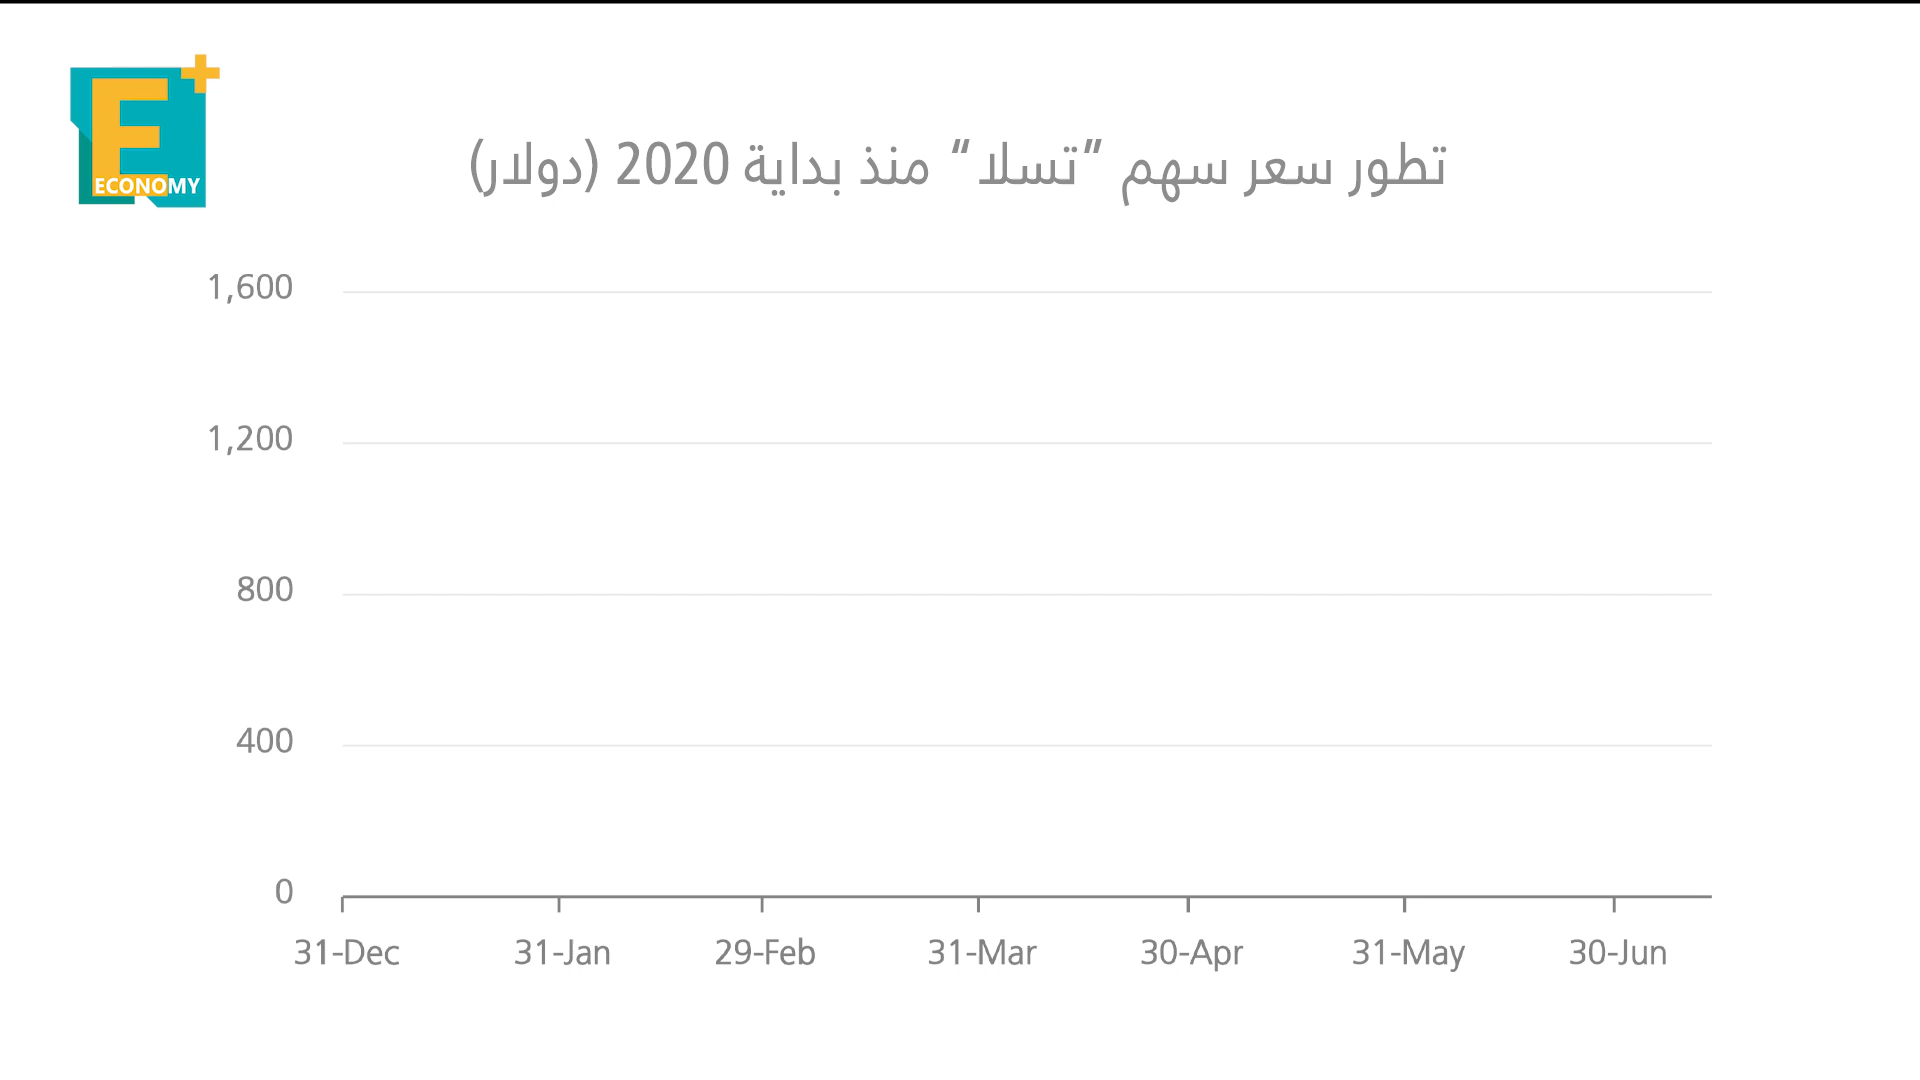 E+
ECONOMY
تطور سعر سهم “تسلا“ منذ بداية 2020 (دولار)
1,600
1,200
800
400
0
31-Dec 31-Jan 29-Feb 31-Mar 30-Apr 31-May 30-Jun